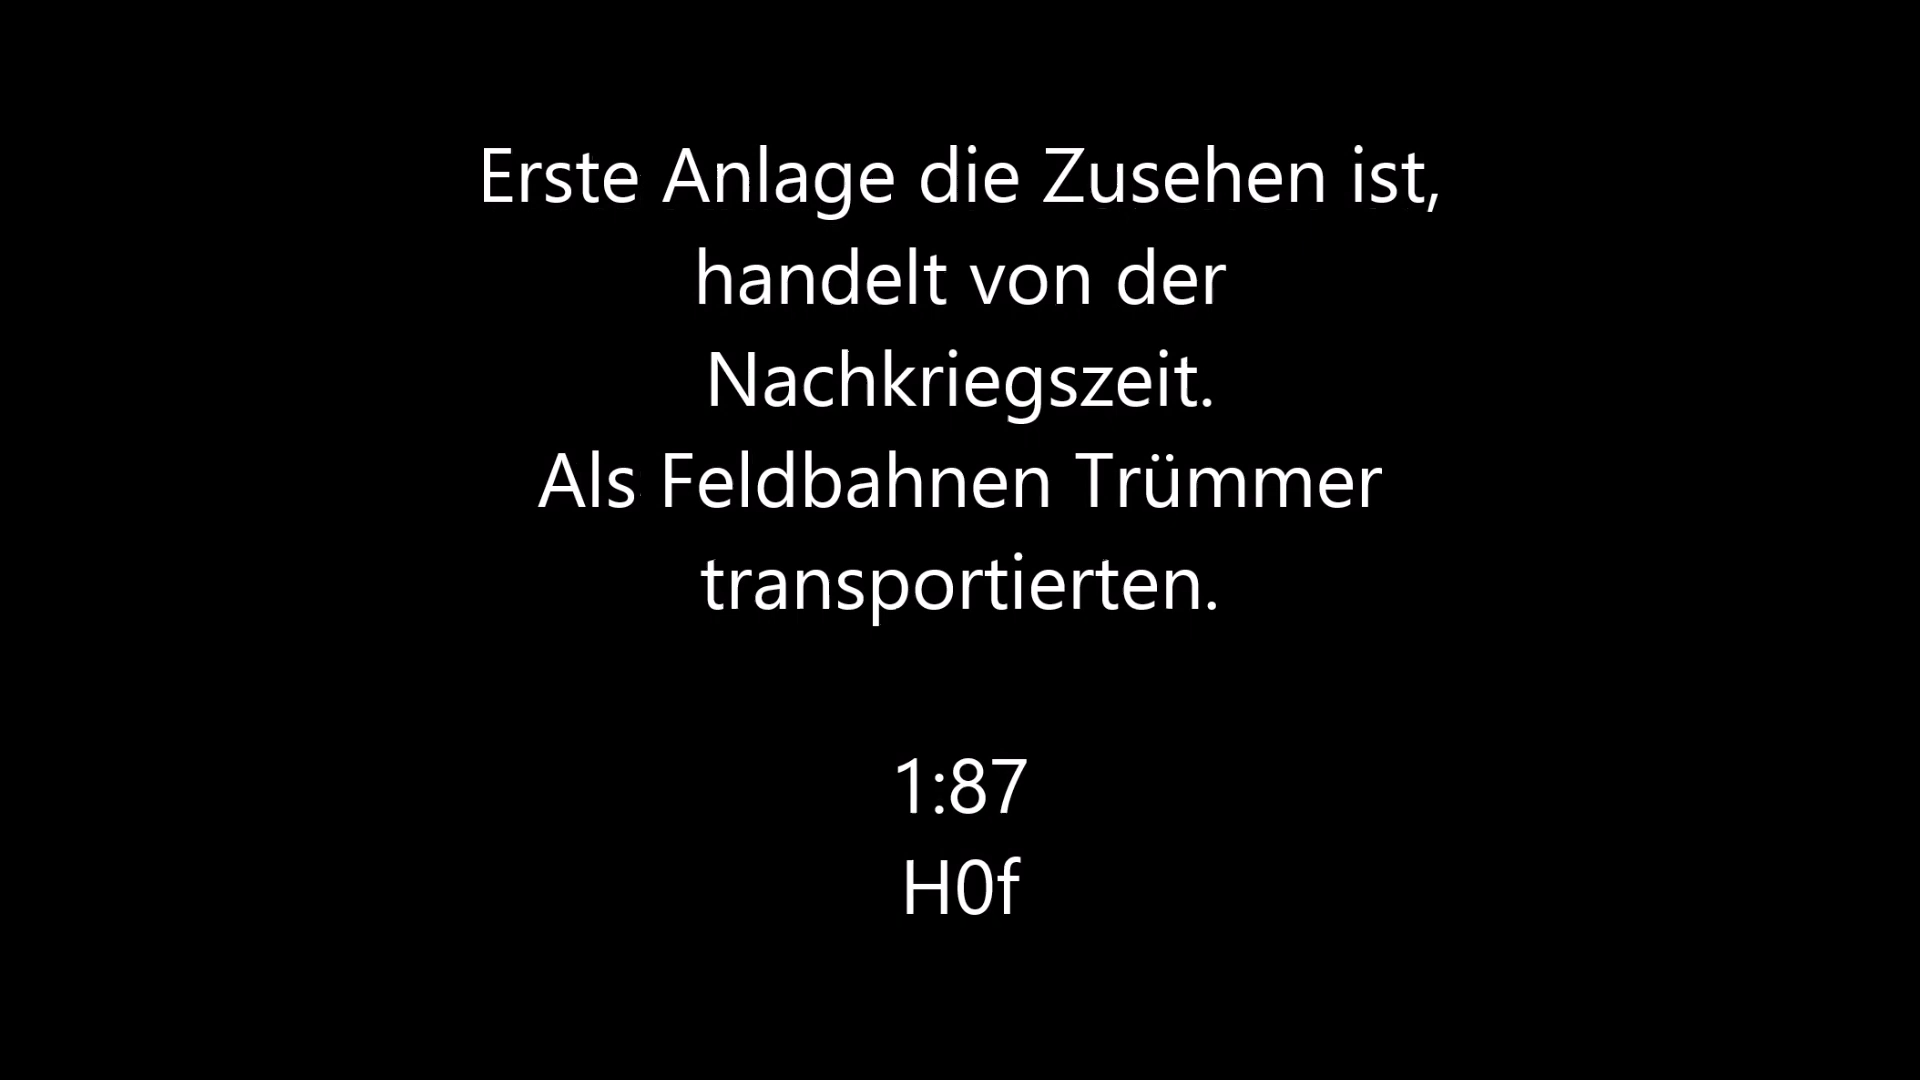 Erste Anlage die Zusehen ist,
handelt von der
Nachkriegszeit.
Als Feldbahnen Trümmer
transportierten.
1:87
H0f